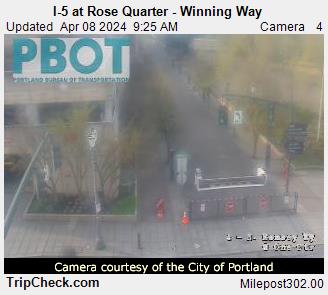 I-5 at Rose Quarter - Winning Way
Updated Apr 08 2024 9:25 AM Camera 4
PBOT
PORTLAND BUREAU OF TRANSPORTATION
Camera courtesy of the City of Portland
TripCheck.com Milepost302.00